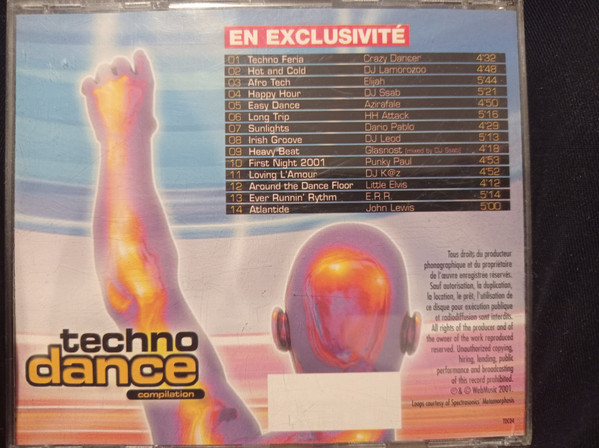 EN EXCLUSIVITÉ
01 Techno Feria Crazy Dancer 4'32
02 Hot and Cold DJ Lamorozoo 4'48
03 Afro Tech Elijah 5'44
04 Happy Hour DJ Ssab 5'21
05 Easy Dance Azirafale 4'50
06 Long Trip HH Attack 5'16
07 Sunlights Dario Pablo 4'29
08 Irish Groove DJ Leod 5'13
09 Heavy Beat Glasnost (mixed by DJ Ssab) 4'18
10 First Night 2001 Punky Paul 4'53
11 Loving L'Amour DJ K@z 4'52
12 Around the Dance Floor Little Elvis 4'12
13 Ever Runnin' Rythm E.R.R. 5'14
14 Atlantide John Lewis 5'00
Tous droits du producteur
phonographique et du propriétaire
de l'œuvre enregistrée réservés.
Sauf autorisation, la duplication,
la location, le prêt, l'utilisation de
ce disque pour exécution publique
et radiodiffusion sont interdits.
All rights of the producer and of
the owner of the work reproduced
reserved. Unauthorized copying,
hiring, lending, public
performance and broadcasting
of this record prohibited.
℗ & © WebMusic 2001.
Loops courtesy of Spectrasonics' Metamorphosis
techno
dance
compilation